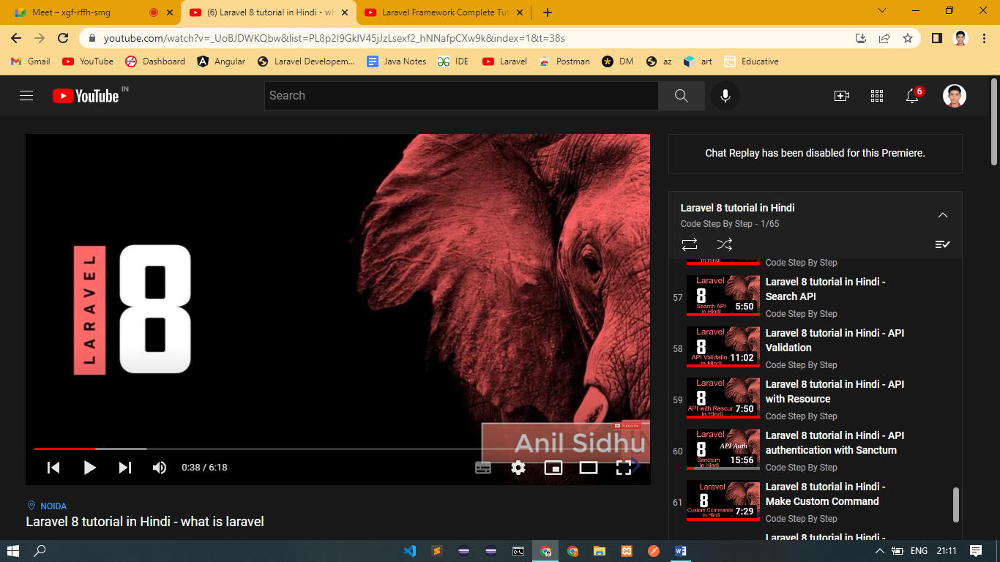 Meet – xgf-rffh-smg
(6) Laravel 8 tutorial in Hindi - wh
Laravel Framework Complete Tut
youtube.com/watch?v=_UoBJDWKQbw&list=PL8p2I9GklV45jJzLsexf2_hNNafpCXw9k&index=1&t=38s
Gmail
YouTube
Dashboard
Angular
Laravel Developem...
Java Notes
IDE
Laravel
Postman
DM
az
art
Educative
YouTube IN
Search
6
LARAVEL
8
Subscribe
Anil Sidhu
0:38 / 6:18
NOIDA
Laravel 8 tutorial in Hindi - what is laravel
Chat Replay has been disabled for this Premiere.
Laravel 8 tutorial in Hindi
Code Step By Step - 1/65
in Hindi
Code Step By Step
57
Laravel
8
Search API
in Hindi
5:50
Laravel 8 tutorial in Hindi -
Search API
Code Step By Step
58
Laravel
8
API Validatio
in Hindi
11:02
Laravel 8 tutorial in Hindi - API
Validation
Code Step By Step
59
Laravel
8
API with Resour
in Hindi
7:50
Laravel 8 tutorial in Hindi - API
with Resource
Code Step By Step
60
Laravel
8
API Auth
Sanctum
in Hindi
15:56
Laravel 8 tutorial in Hindi - API
authentication with Sanctum
Code Step By Step
61
Laravel
8
Custom Commands
in Hindi
7:29
Laravel 8 tutorial in Hindi -
Make Custom Command
Code Step By Step
Laravel 8 tutorial in Hindi -
ENG
21:11